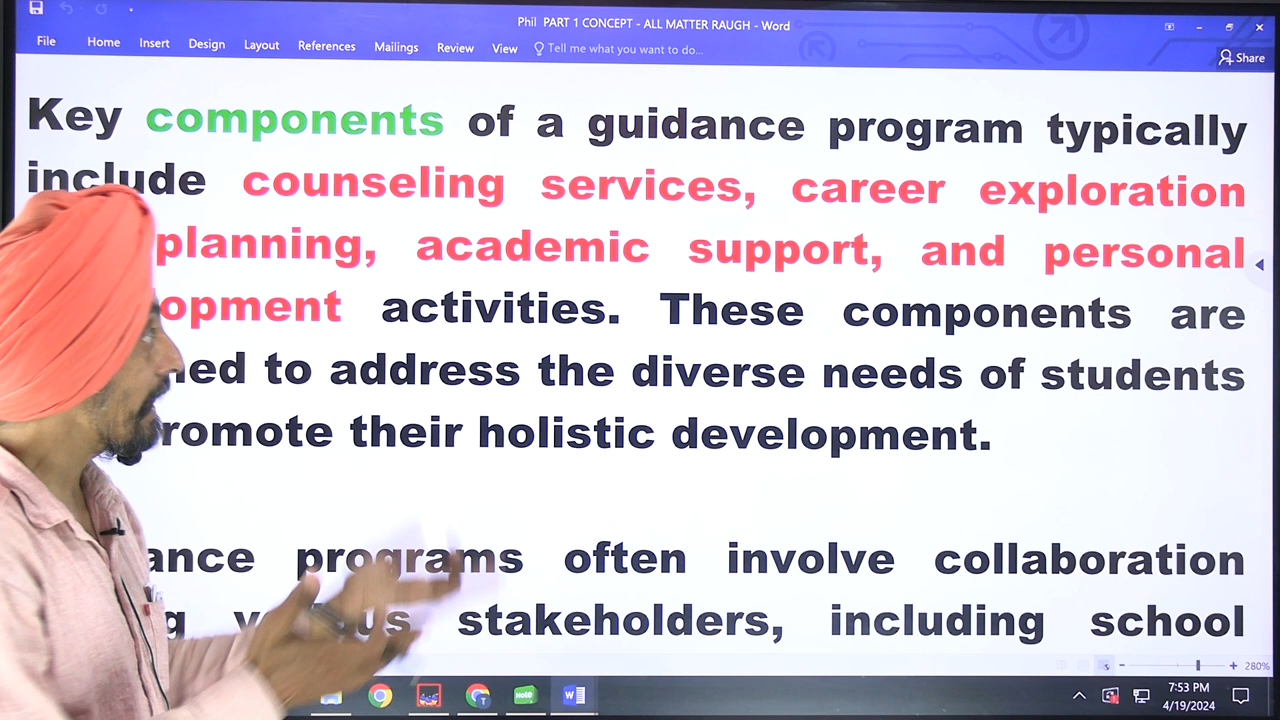 Phil PART 1 CONCEPT - ALL MATTER RAUGH - Word
File Home Insert Design Layout References Mailings Review View Tell me what you want to do...
Share
Key components of a guidance program typically
include counseling services, career exploration
planning, academic support, and personal
opment activities. These components are
ned to address the diverse needs of students
romote their holistic development.
ance programs often involve collaboration
stakeholders, including school
280%
7:53 PM
4/19/2024